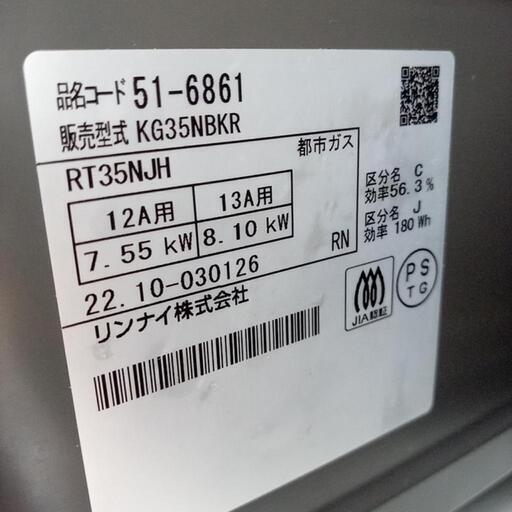 品名コード 51-6861
販売型式 KG35NBKR
RT35NJH 都市ガス
12A用 13A用
7.55 kW 8.10 kW
RN
区分名 C
効率56.3%
区分名 J
効率 180 Wh
22.10-030126
リンナイ株式会社
JIA認証
PS
TG